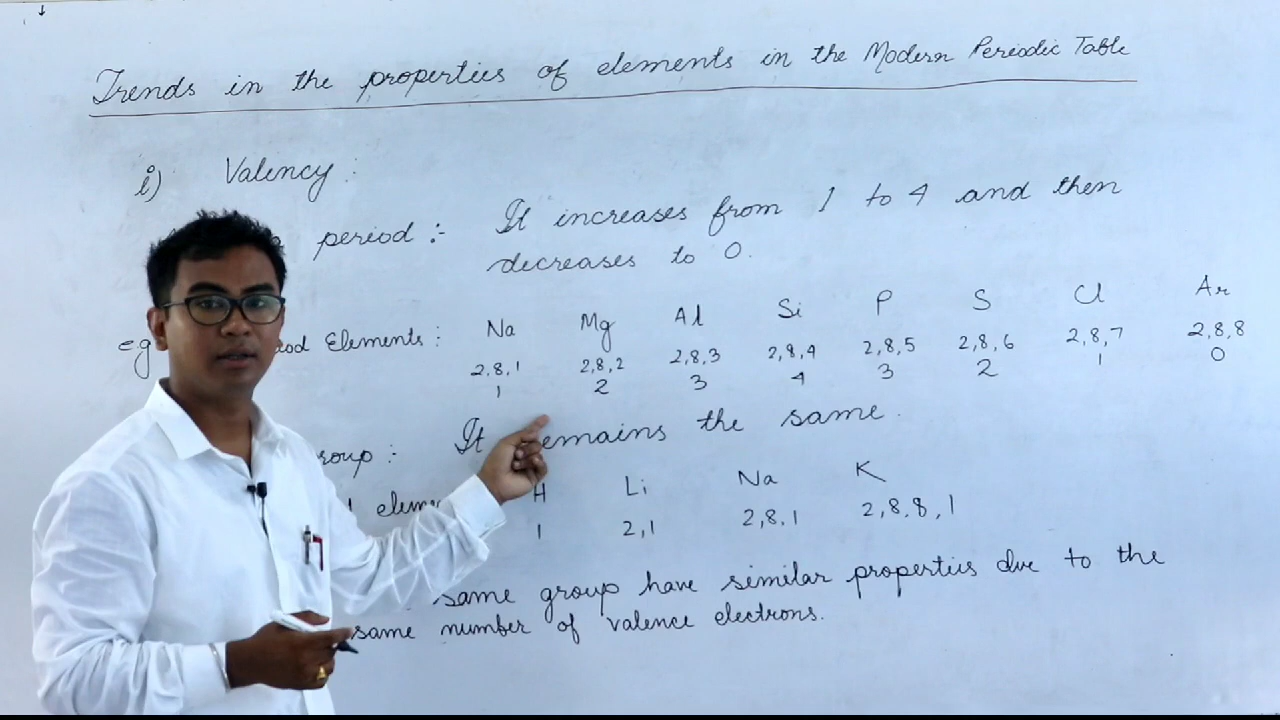 Trends in the properties of elements in the Modern Periodic Table
i) Valency :
period :- It increases from 1 to 4 and then
decreases to 0.
eg Elements : Na Mg Al Si P S Cl Ar
2,8,1 2,8,2 2,8,3 2,8,4 2,8,5 2,8,6 2,8,7 2,8,8
1 2 3 4 3 2 1 0
:- It remains the same.
H Li Na K
1 2,1 2,8,1 2,8,8,1
same group have similar properties due to the
same number of valence electrons.